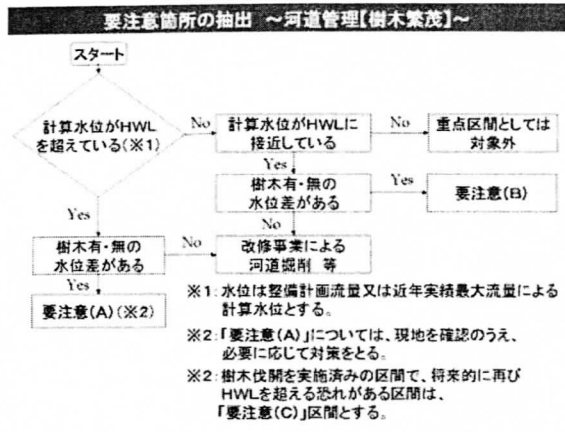 要注意箇所の抽出 ～河道管理【樹木繁茂】～
スタート
計算水位がHWL
を超えている(※1)
No
計算水位がHWLに
接近している
No
重点区間としては
対象外
Yes
樹木有・無の
水位差がある
Yes
要注意(B)
Yes
No
樹木有・無の
水位差がある
No
改修事業による
河道掘削 等
Yes
要注意(A)(※2)
※1:水位は整備計画流量又は近年実績最大流量による
計算水位とする。
※2:「要注意(A)」については、現地を確認のうえ、
必要に応じて対策をとる。
※2:樹木伐開を実施済みの区間で、将来的に再び
HWLを超える恐れがある区間は、
「要注意(C)」区間とする。